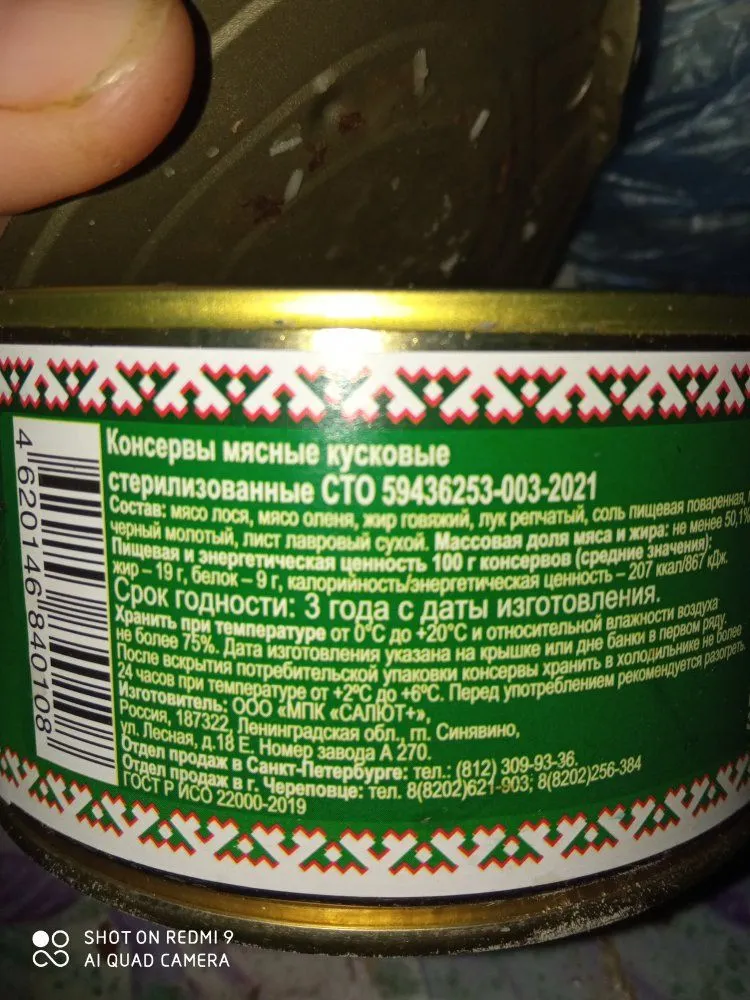 Консервы мясные кусковые
стерилизованные СТО 59436253-003-2021
Состав: мясо лося, мясо оленя, жир говяжий, лук репчатый, соль пищевая поваренная,
черный молотый, лист лавровый сухой. Массовая доля мяса и жира: не менее 50,1%
Пищевая и энергетическая ценность 100 г консервов (средние значения):
жир – 19 г, белок – 9 г, калорийность/энергетическая ценность – 207 ккал/867 кДж.
Срок годности: 3 года с даты изготовления.
Хранить при температуре от 0°С до +20°С и относительной влажности воздуха
не более 75%. Дата изготовления указана на крышке или дне банки в первом ряду.
После вскрытия потребительской упаковки консервы хранить в холодильнике не более
24 часов при температуре от +2°С до +6°С. Перед употреблением рекомендуется разогреть.
Изготовитель: ООО «МПК «САЛЮТ+»,
Россия, 187322, Ленинградская обл., гп. Синявино,
ул. Лесная, д.18 Е. Номер завода А 270.
Отдел продаж в Санкт-Петербурге: тел.: (812) 309-93-36.
Отдел продаж в г. Череповце: тел. 8(8202)621-903; 8(8202)256-384
ГОСТ Р ИСО 22000-2019
4 620146 840108
SHOT ON REDMI 9
AI QUAD CAMERA